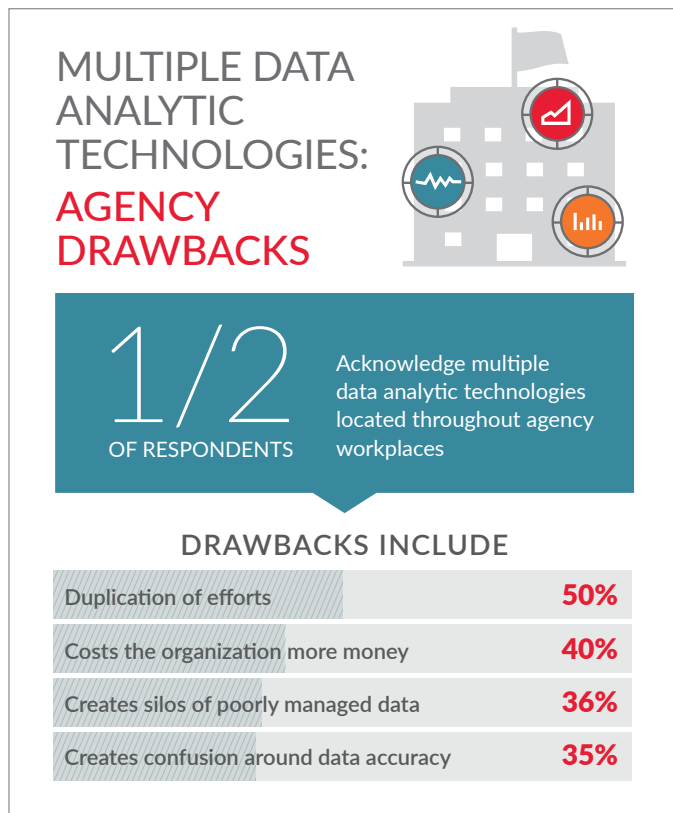 MULTIPLE DATA
ANALYTIC
TECHNOLOGIES:
AGENCY
DRAWBACKS
1/2
OF RESPONDENTS
Acknowledge multiple
data analytic technologies
located throughout agency
workplaces
DRAWBACKS INCLUDE
Duplication of efforts 50%
Costs the organization more money 40%
Creates silos of poorly managed data 36%
Creates confusion around data accuracy 35%